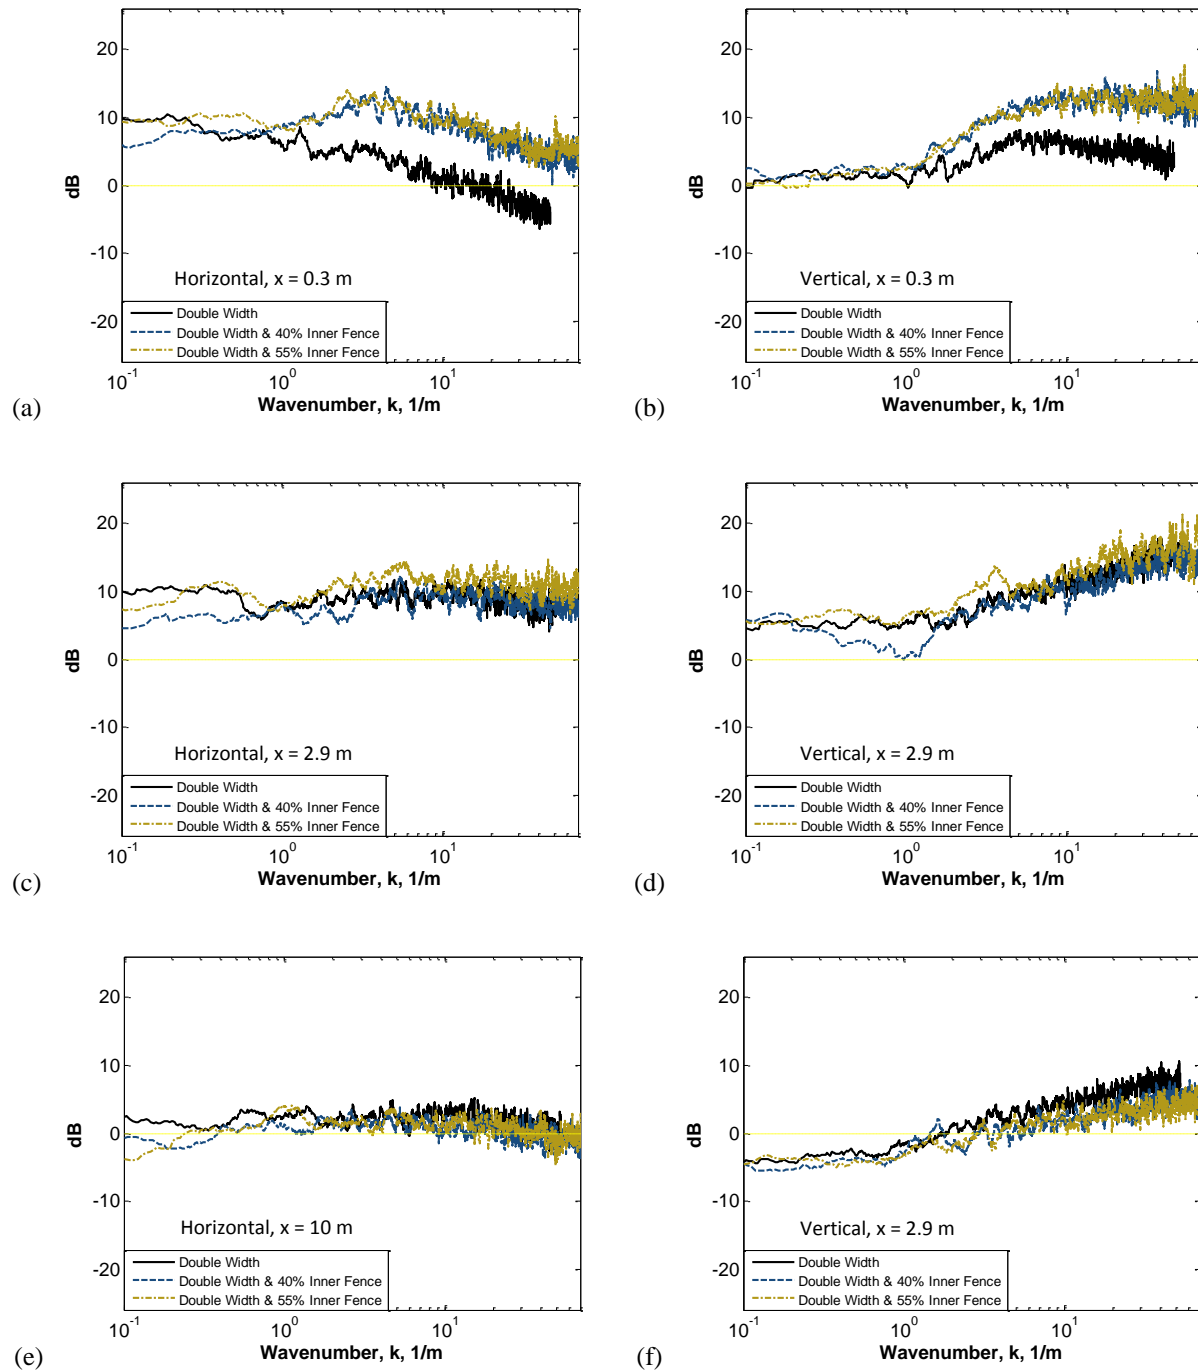 20
10
0
-10
-20
dB
Horizontal, x = 0.3 m
Double Width
Double Width & 40% Inner Fence
Double Width & 55% Inner Fence
10^-1 10^0 10^1
Wavenumber, k, 1/m
(a)
20
10
0
-10
-20
dB
Vertical, x = 0.3 m
Double Width
Double Width & 40% Inner Fence
Double Width & 55% Inner Fence
10^-1 10^0 10^1
Wavenumber, k, 1/m
(b)
20
10
0
-10
-20
dB
Horizontal, x = 2.9 m
Double Width
Double Width & 40% Inner Fence
Double Width & 55% Inner Fence
10^-1 10^0 10^1
Wavenumber, k, 1/m
(c)
20
10
0
-10
-20
dB
Vertical, x = 2.9 m
Double Width
Double Width & 40% Inner Fence
Double Width & 55% Inner Fence
10^-1 10^0 10^1
Wavenumber, k, 1/m
(d)
20
10
0
-10
-20
dB
Horizontal, x = 10 m
Double Width
Double Width & 40% Inner Fence
Double Width & 55% Inner Fence
10^-1 10^0 10^1
Wavenumber, k, 1/m
(e)
20
10
0
-10
-20
dB
Vertical, x = 2.9 m
Double Width
Double Width & 40% Inner Fence
Double Width & 55% Inner Fence
10^-1 10^0 10^1
Wavenumber, k, 1/m
(f)